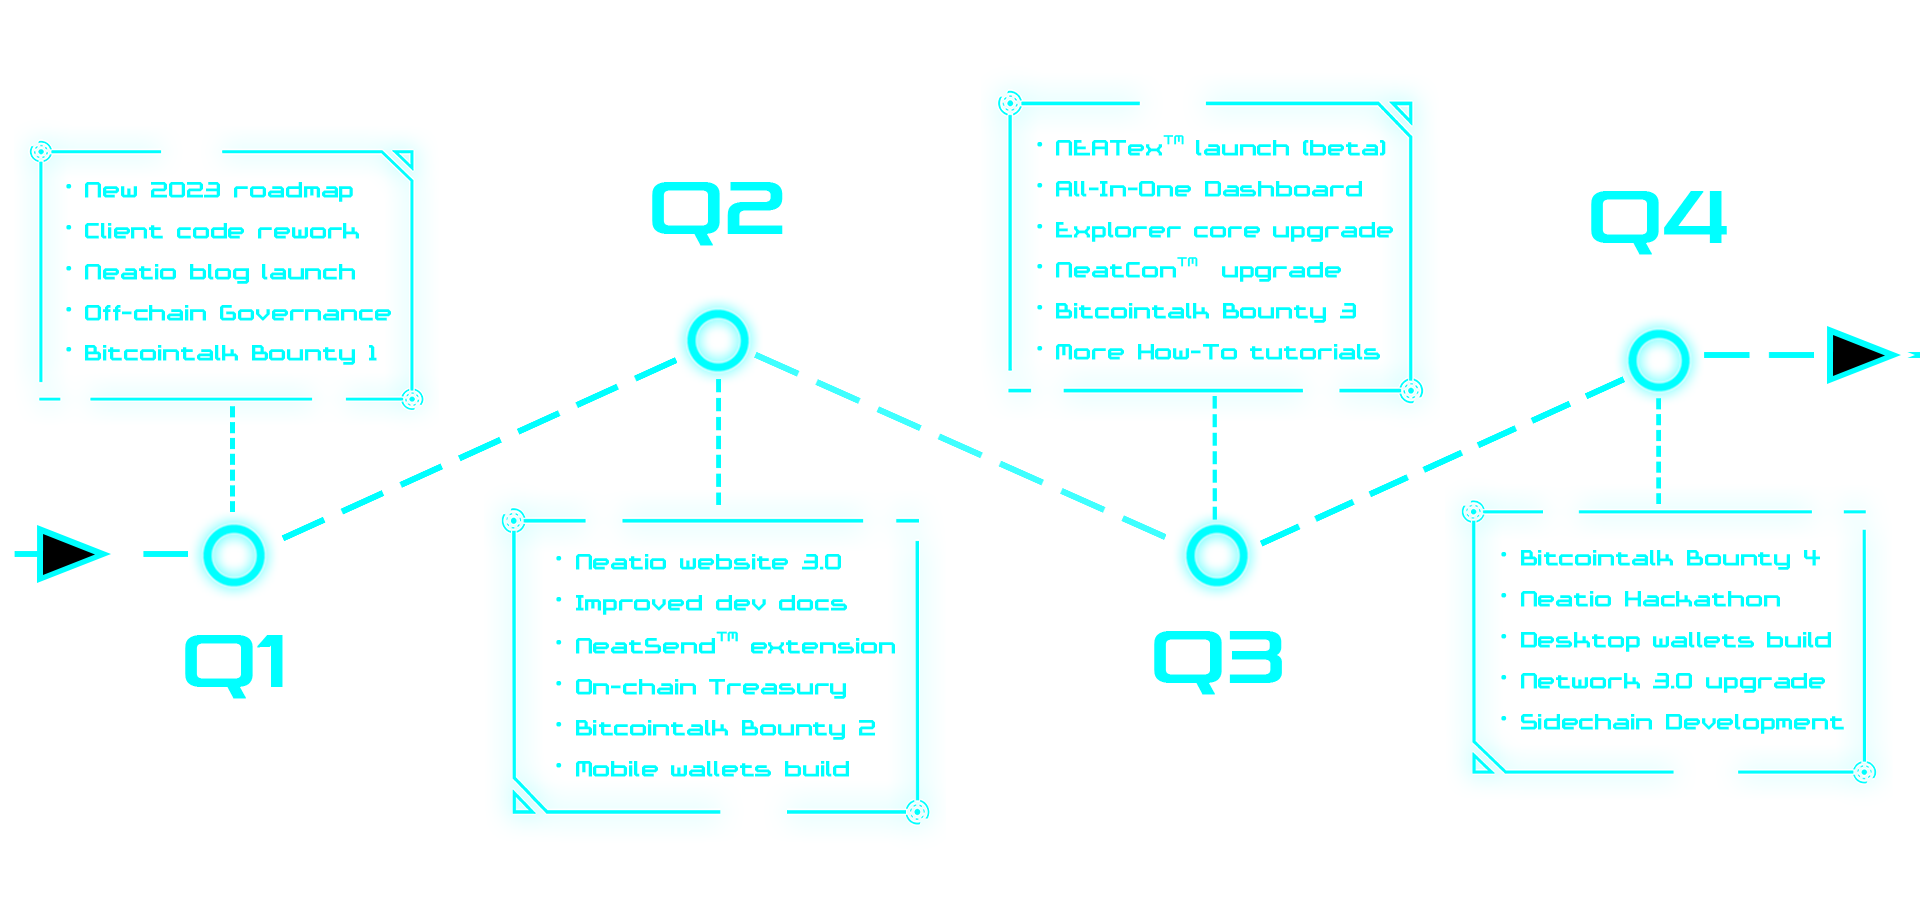 New 2023 roadmap
Client code rework
Neatio blog launch
Off-chain Governance
Bitcointalk Bounty 1
Q1
Q2
Neatio website 3.0
Improved dev docs
NeatSend™ extension
On-chain Treasury
Bitcointalk Bounty 2
Mobile wallets build
NEATex™ launch (beta)
All-In-One Dashboard
Explorer core upgrade
NeatCon™ upgrade
Bitcointalk Bounty 3
More How-To tutorials
Q3
Q4
Bitcointalk Bounty 4
Neatio Hackathon
Desktop wallets build
Network 3.0 upgrade
Sidechain Development